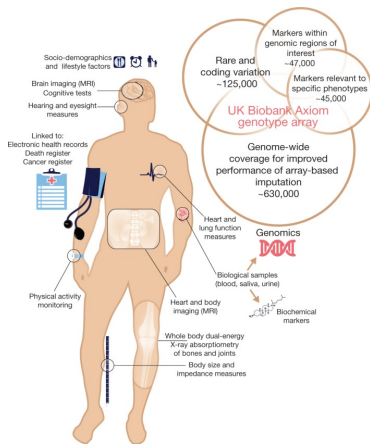 Socio-demographics
and lifestyle factors
Brain imaging (MRI)
Cognitive tests
Hearing and eyesight
measures
Linked to:
Electronic health records
Death register
Cancer register
Physical activity
monitoring
Heart and
lung function
measures
Heart and body
imaging (MRI)
Whole body dual-energy
X-ray absorptiometry
of bones and joints
Body size and
impedance measures
Rare and
coding variation
~125,000
Markers within
genomic regions of
interest
~47,000
Markers relevant to
specific phenotypes
~45,000
UK Biobank Axiom
genotype array
Genome-wide
coverage for improved
performance of array-based
imputation
~630,000
Genomics
Biological samples
(blood, saliva, urine)
Biochemical
markers